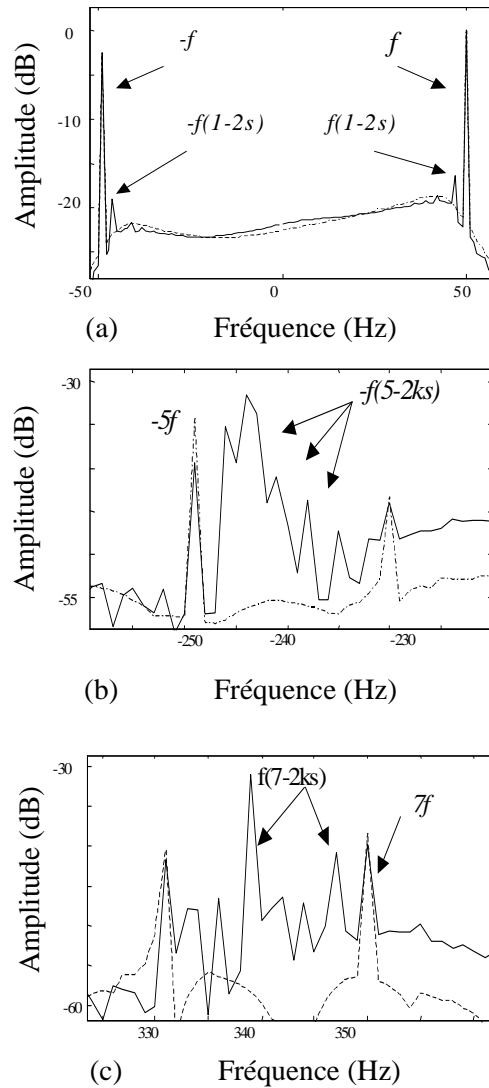 Amplitude (dB)
0
-10
-20
-f
f
-f(1-2s)
f(1-2s)
-50
0
50
(a)
Fréquence (Hz)
Amplitude (dB)
-30
-55
-5f
-f(5-2ks)
-250
-240
-230
(b)
Fréquence (Hz)
Amplitude (dB)
-30
-60
f(7-2ks)
7f
330
340
350
(c)
Fréquence (Hz)